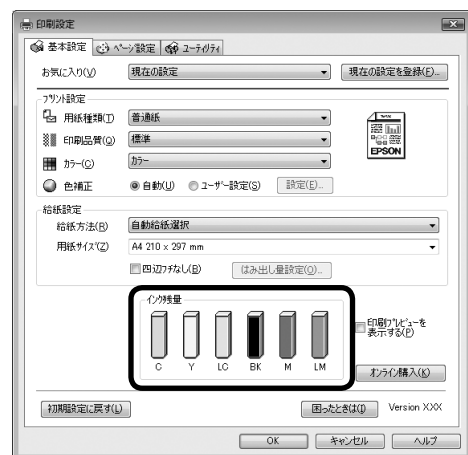 印刷設定
基本設定 ページ設定 ユーティリティ
お気に入り(V) 現在の設定 現在の設定を登録(F)...
プリント設定
用紙種類(T) 普通紙
印刷品質(Q) 標準
カラー(C) カラー
EPSON
色補正 自動(U) ユーザー設定(S) 設定(E)...
給紙設定
給紙方法(R) 自動給紙選択
用紙サイズ(Z) A4 210 x 297 mm
四辺フチなし(B) はみ出し量設定(O)...
インク残量
C Y LC BK M LM
印刷プレビューを
表示する(P)
オンライン購入(K)
初期設定に戻す(L) 困ったときは(I) Version XXX
OK キャンセル ヘルプ